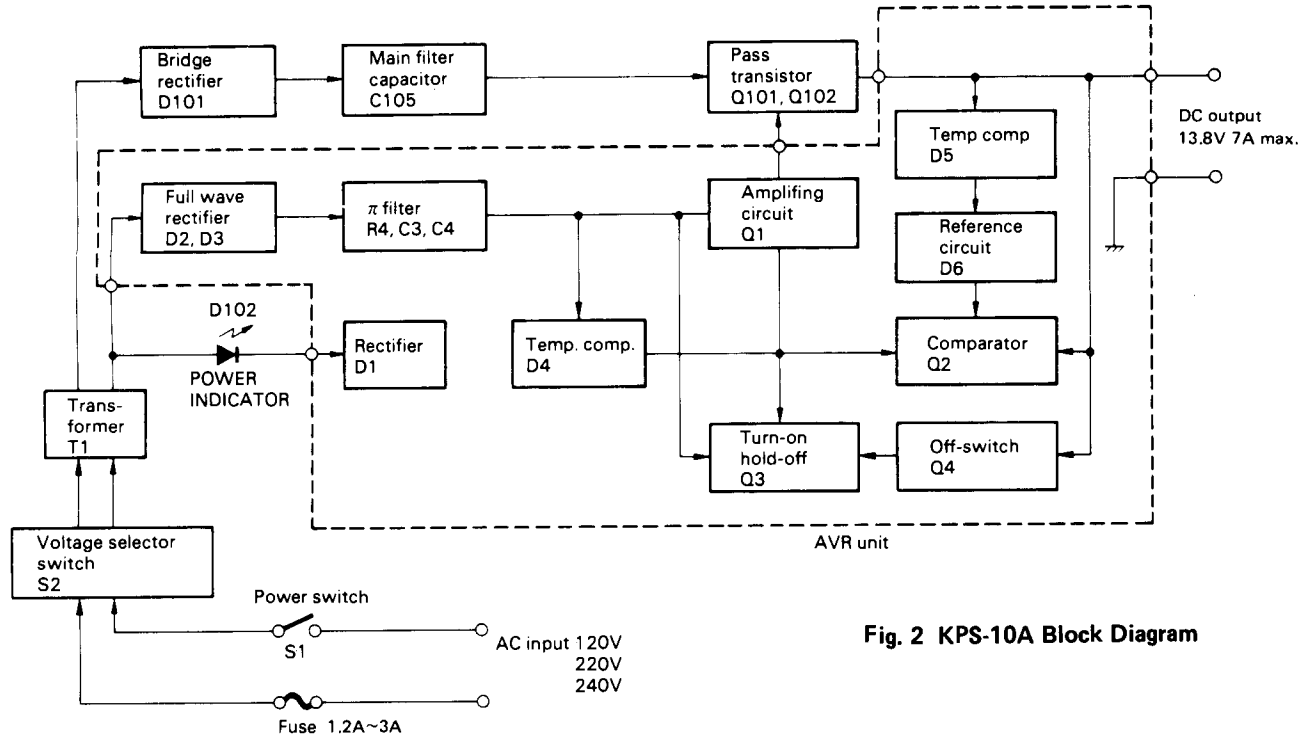 Bridge
rectifier
D101
Main filter
capacitor
C105
Pass
transistor
Q101, Q102
DC output
13.8V 7A max.
Temp comp
D5
Full wave
rectifier
D2, D3
π filter
R4, C3, C4
Amplifing
circuit
Q1
Reference
circuit
D6
D102
POWER
INDICATOR
Rectifier
D1
Temp. comp.
D4
Comparator
Q2
Trans-
former
T1
Turn-on
hold-off
Q3
Off-switch
Q4
Voltage selector
switch
S2
AVR unit
Power switch
S1
AC input 120V
220V
240V
Fuse 1.2A~3A
Fig. 2 KPS-10A Block Diagram